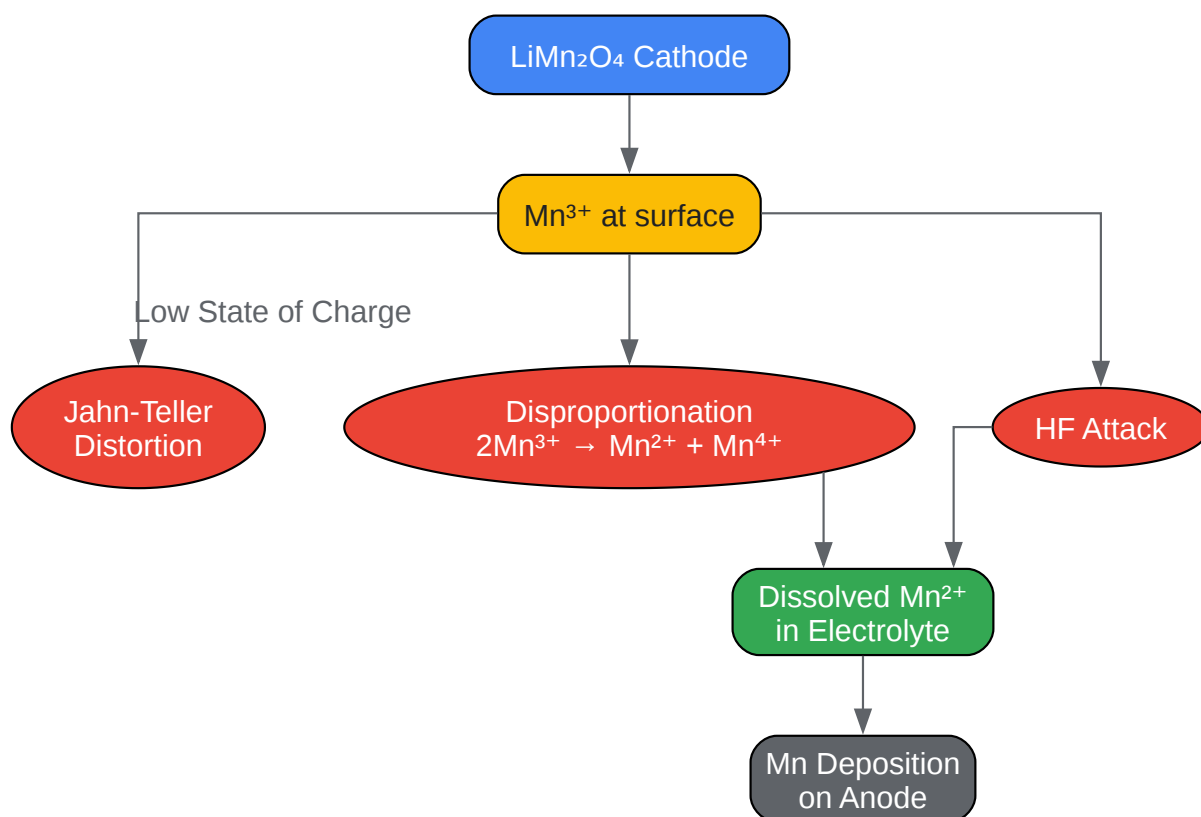 LiMn₂O₄ Cathode
Mn³⁺ at surface
Low State of Charge
Jahn-Teller
Distortion
Disproportionation
2Mn³⁺ → Mn²⁺ + Mn⁴⁺
HF Attack
Dissolved Mn²⁺
in Electrolyte
Mn Deposition
on Anode